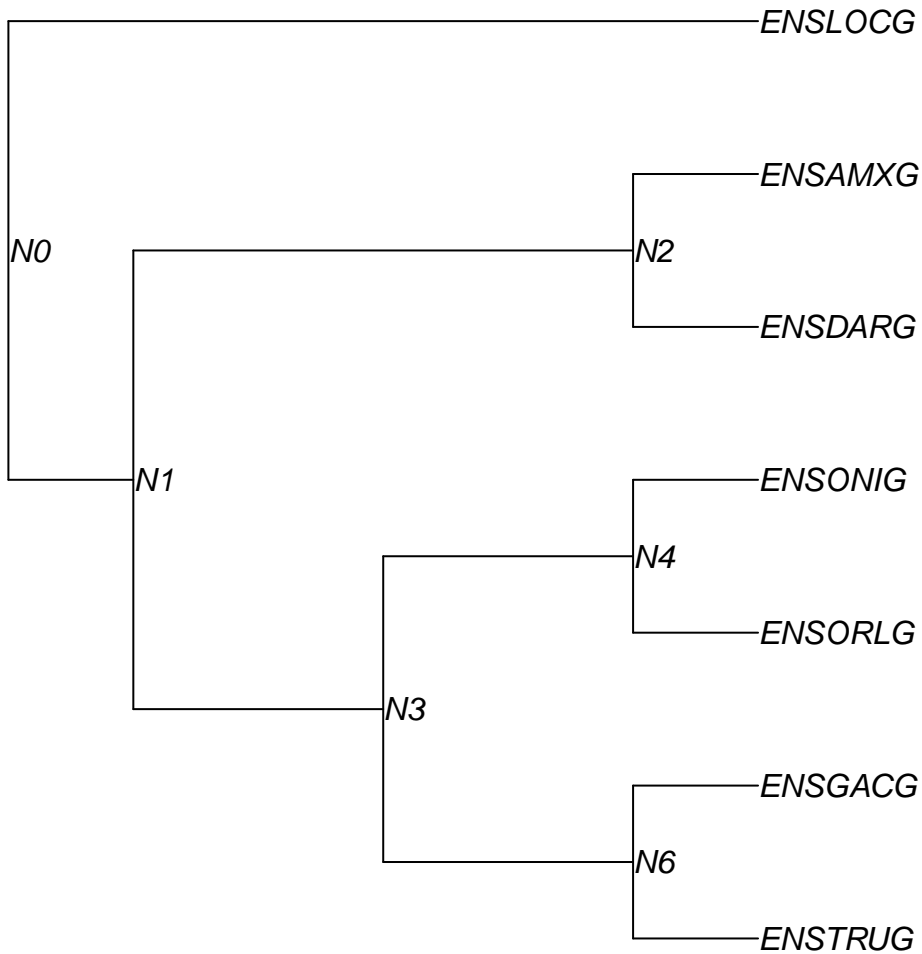 ENSLOCG
ENSAMXG
N0
N2
ENSDARG
N1
ENSONIG
N4
ENSORLG
N3
ENSGACG
N6
ENSTRUG